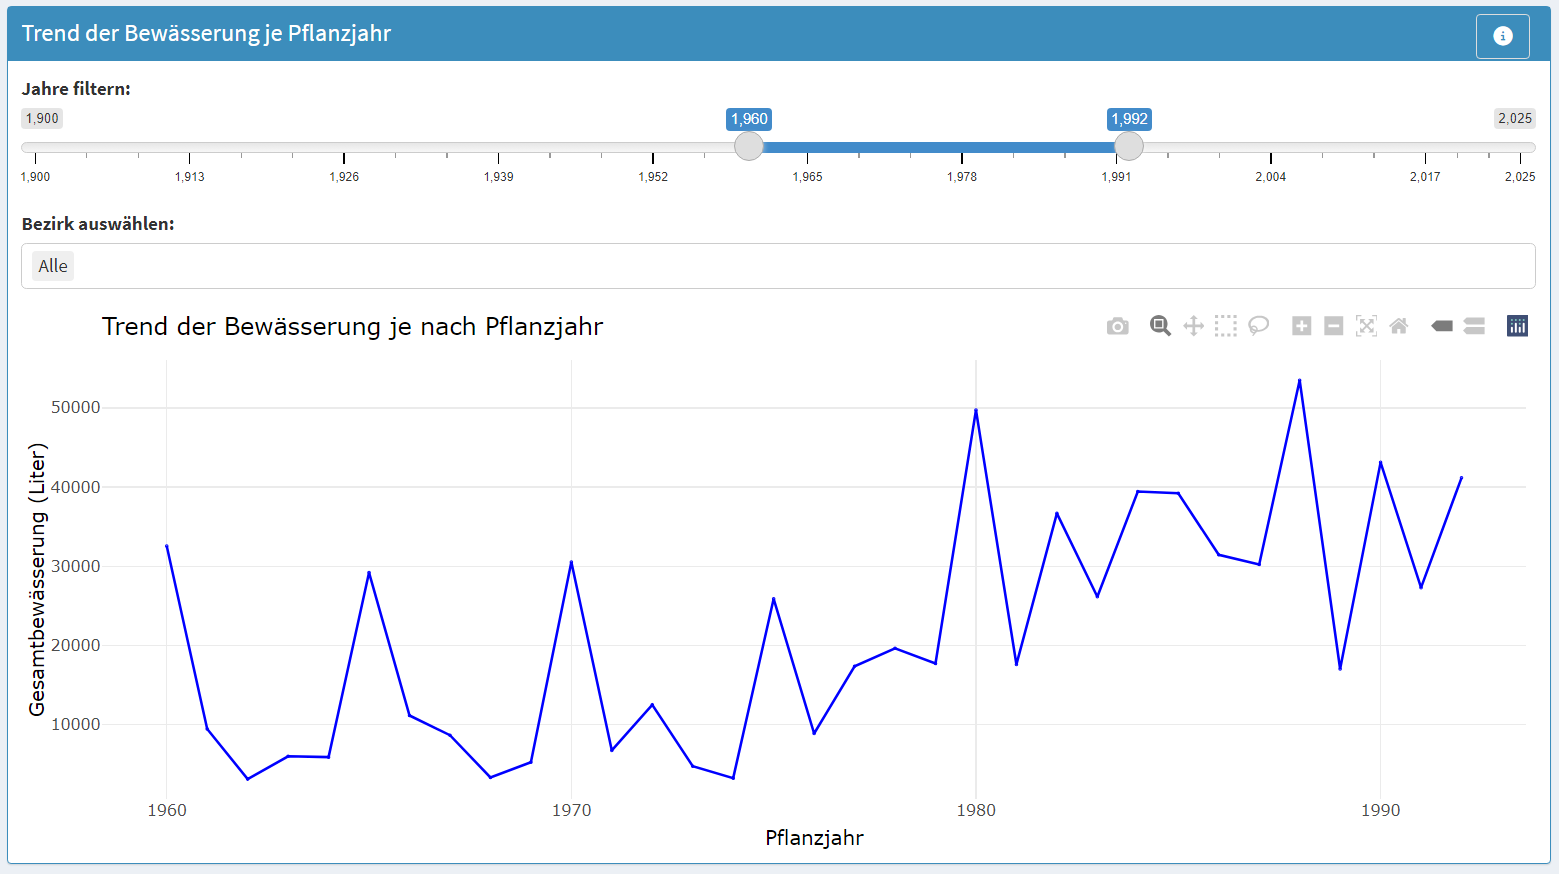 Trend der Bewässerung je Pflanzjahr
Jahre filtern:
1,900 1,960 1,992 2,025
1,900 1,913 1,926 1,939 1,952 1,965 1,978 1,991 2,004 2,017 2,025
Bezirk auswählen:
Alle
Trend der Bewässerung je nach Pflanzjahr
Gesamtbewässerung (Liter)
50000
40000
30000
20000
10000
1960 1970 1980 1990
Pflanzjahr